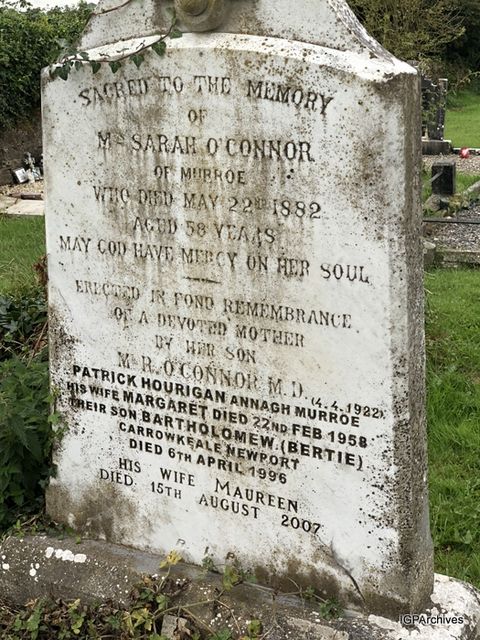 SACRED TO THE MEMORY
OF
MRS SARAH O'CONNOR
OF MURROE
WHO DIED MAY 22ND 1882
AGED 58 YEARS
MAY GOD HAVE MERCY ON HER SOUL
ERECTED IN FOND REMEMBRANCE
OF A DEVOTED MOTHER
BY HER SON
MR R. O'CONNOR M.D.
PATRICK HOURIGAN ANNAGH MURROE (4.4.1922)
HIS WIFE MARGARET DIED 22ND FEB 1958
THEIR SON BARTHOLOMEW (BERTIE)
CARROWKEALE NEWPORT
DIED 6TH APRIL 1996
HIS WIFE MAUREEN
DIED 15TH AUGUST 2007
IGPArchives